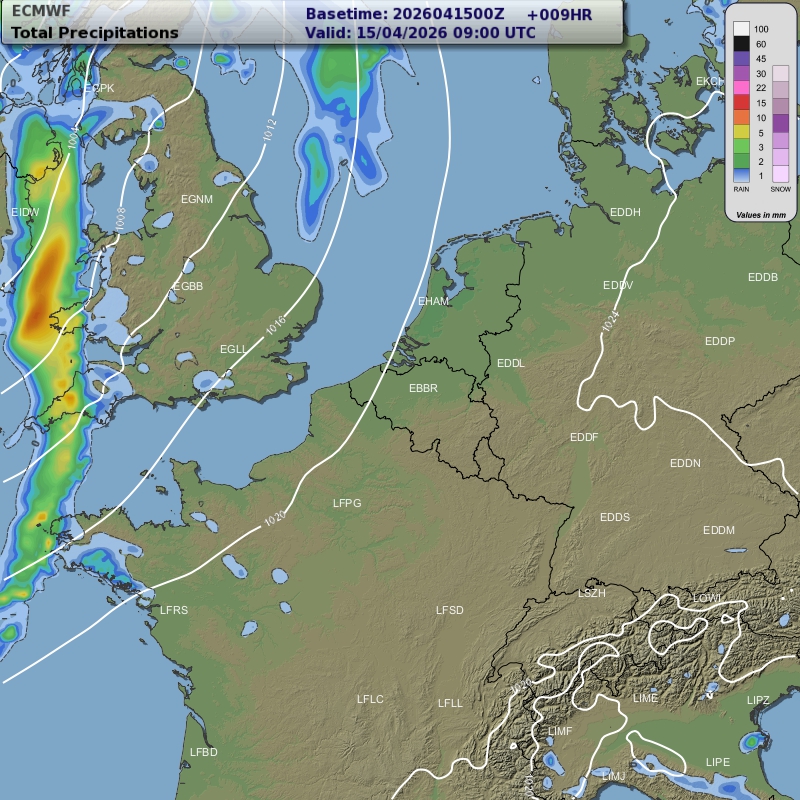 ECMWF
Basetime: 2026041500Z +009HR
Total Precipitations
Valid: 15/04/2026 09:00 UTC
100
60
45
30
22
15
10
5
3
2
1
RAIN SNOW
Values in mm
EGPK
EKCH
1004
1012
EIDW
EGNM
1008
EDDH
EGBB
EHAM
EDDV
EDDB
1016
1024
EGLL
EDDP
EDDL
EBBR
EDDF
EDDN
LFPG
1020
EDDS
EDDM
LFRS
LFSD
LSZH
LOWI
1020
LFLC
LFLL
LIME
LIPZ
LIMF
LFBD
LIPE
LIMJ
1020